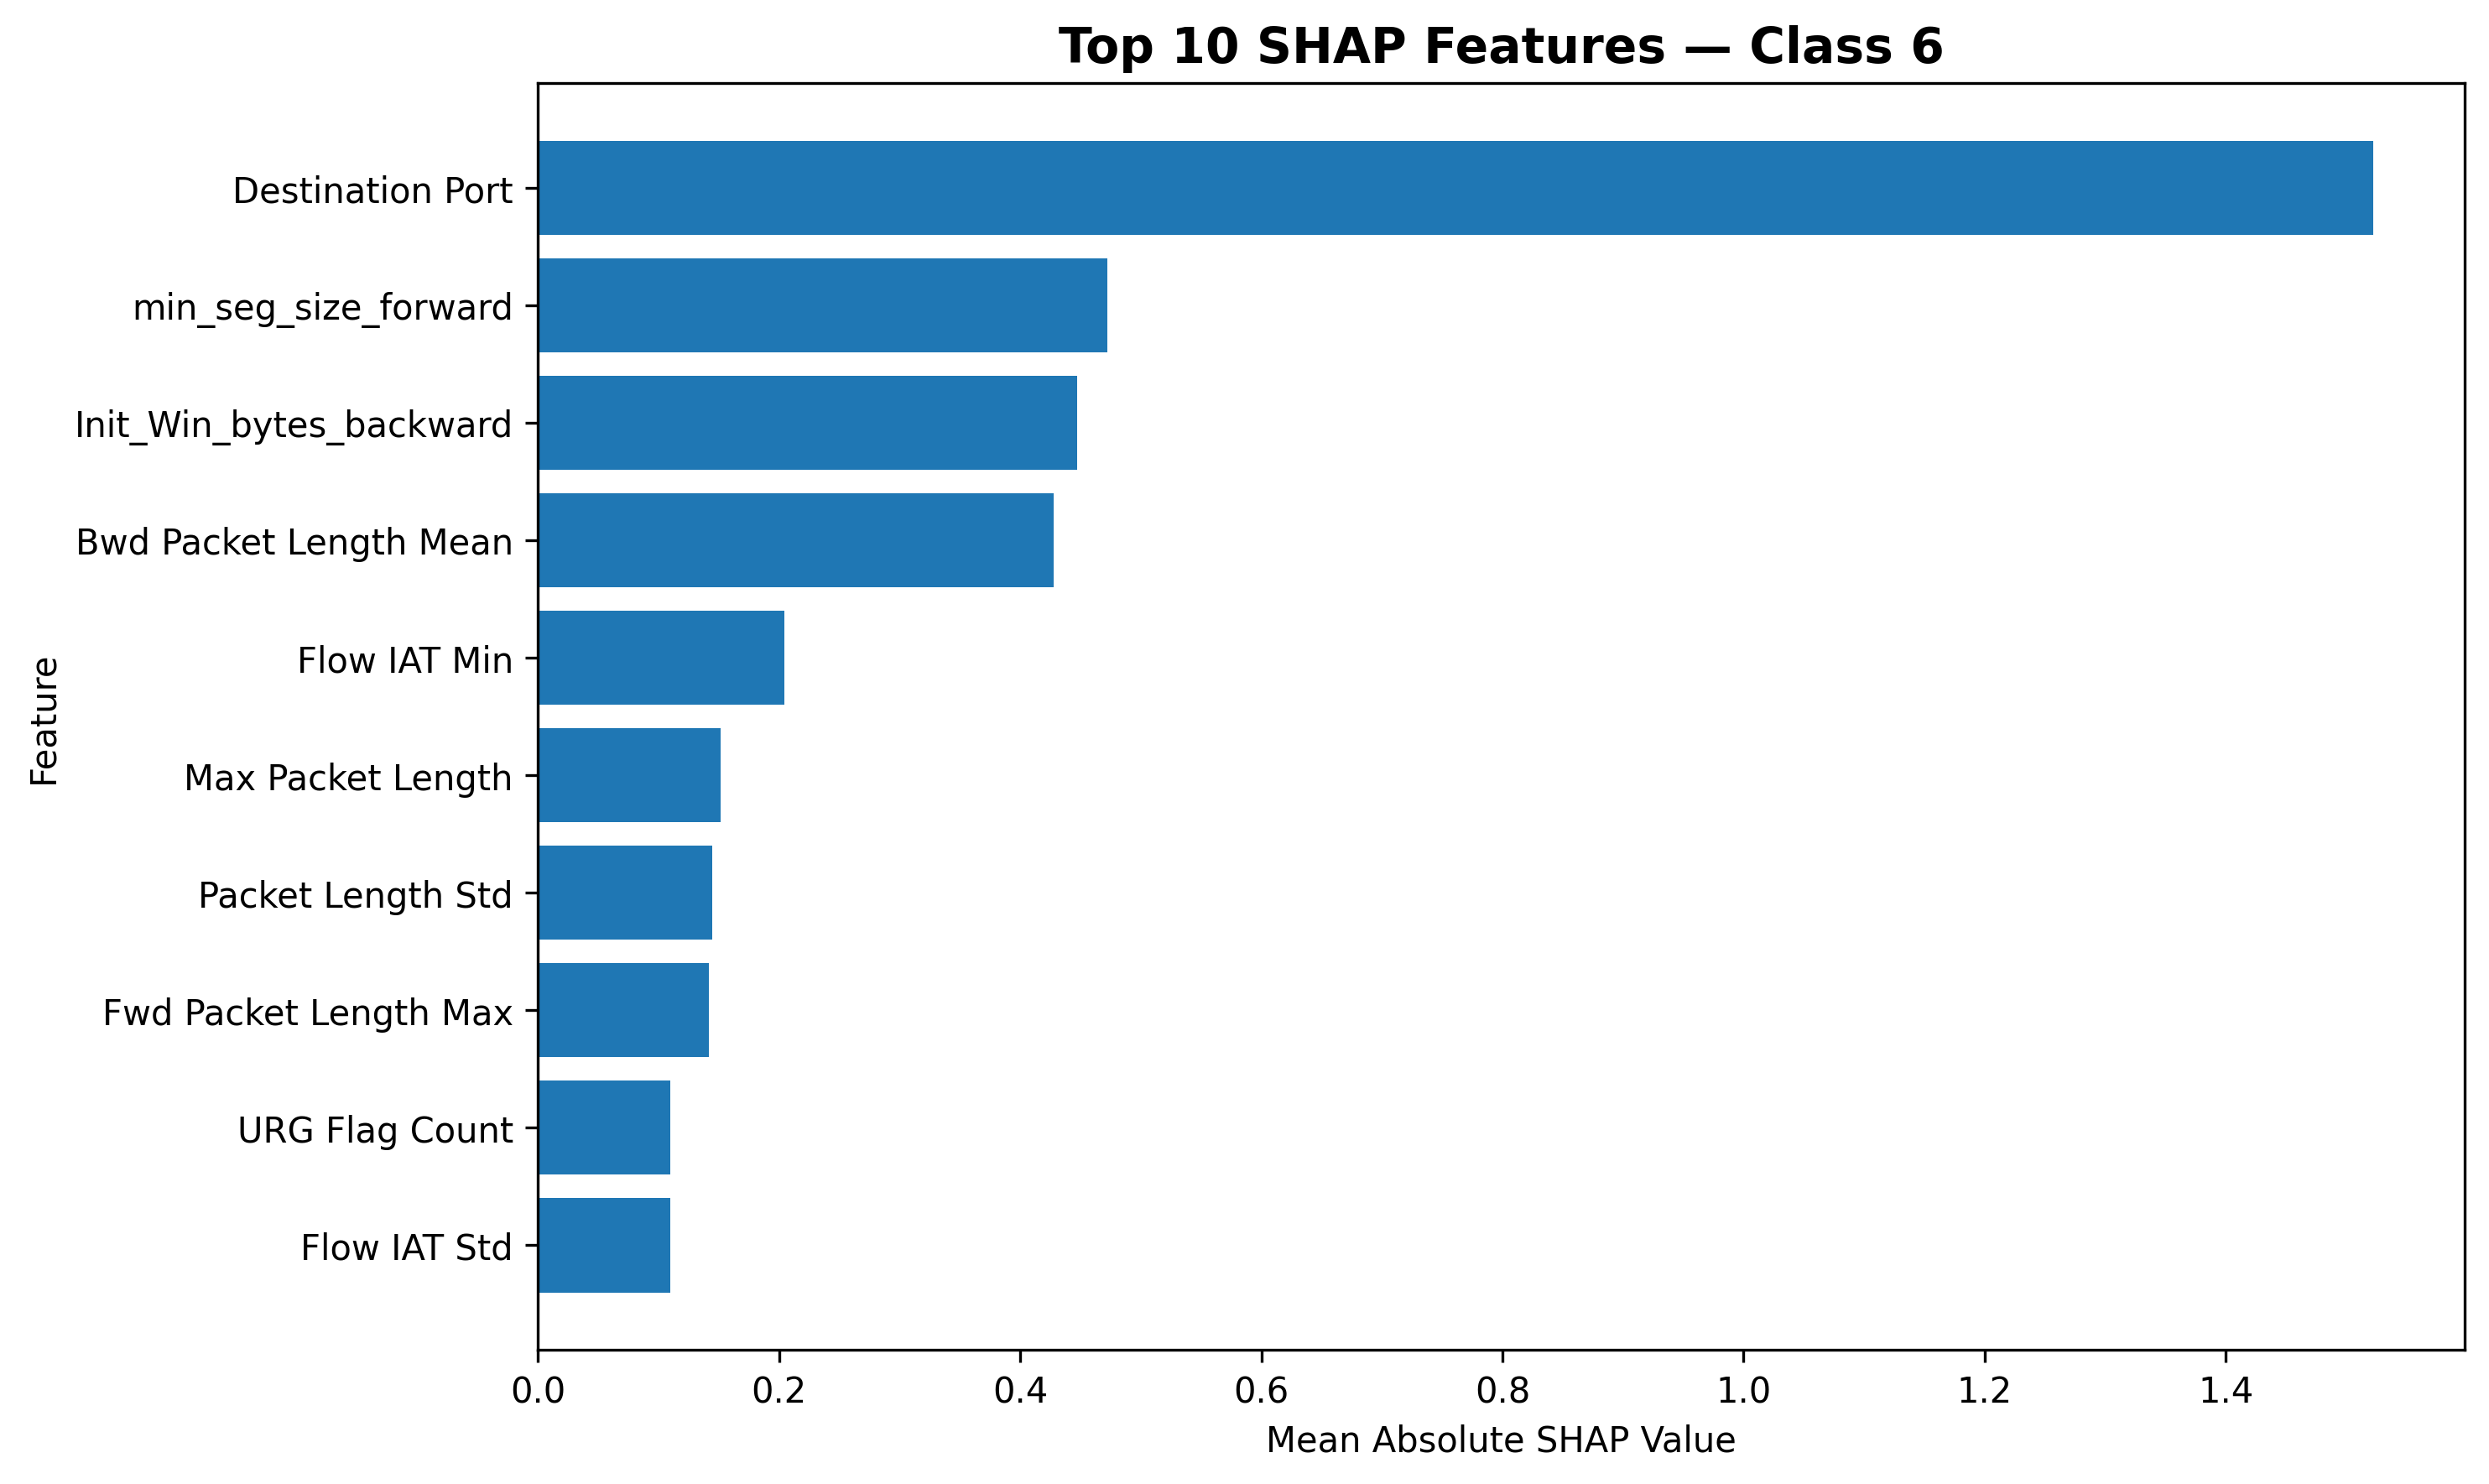 Top 10 SHAP Features — Class 6
Feature
Destination Port
min_seg_size_forward
Init_Win_bytes_backward
Bwd Packet Length Mean
Flow IAT Min
Max Packet Length
Packet Length Std
Fwd Packet Length Max
URG Flag Count
Flow IAT Std
0.0 0.2 0.4 0.6 0.8 1.0 1.2 1.4
Mean Absolute SHAP Value